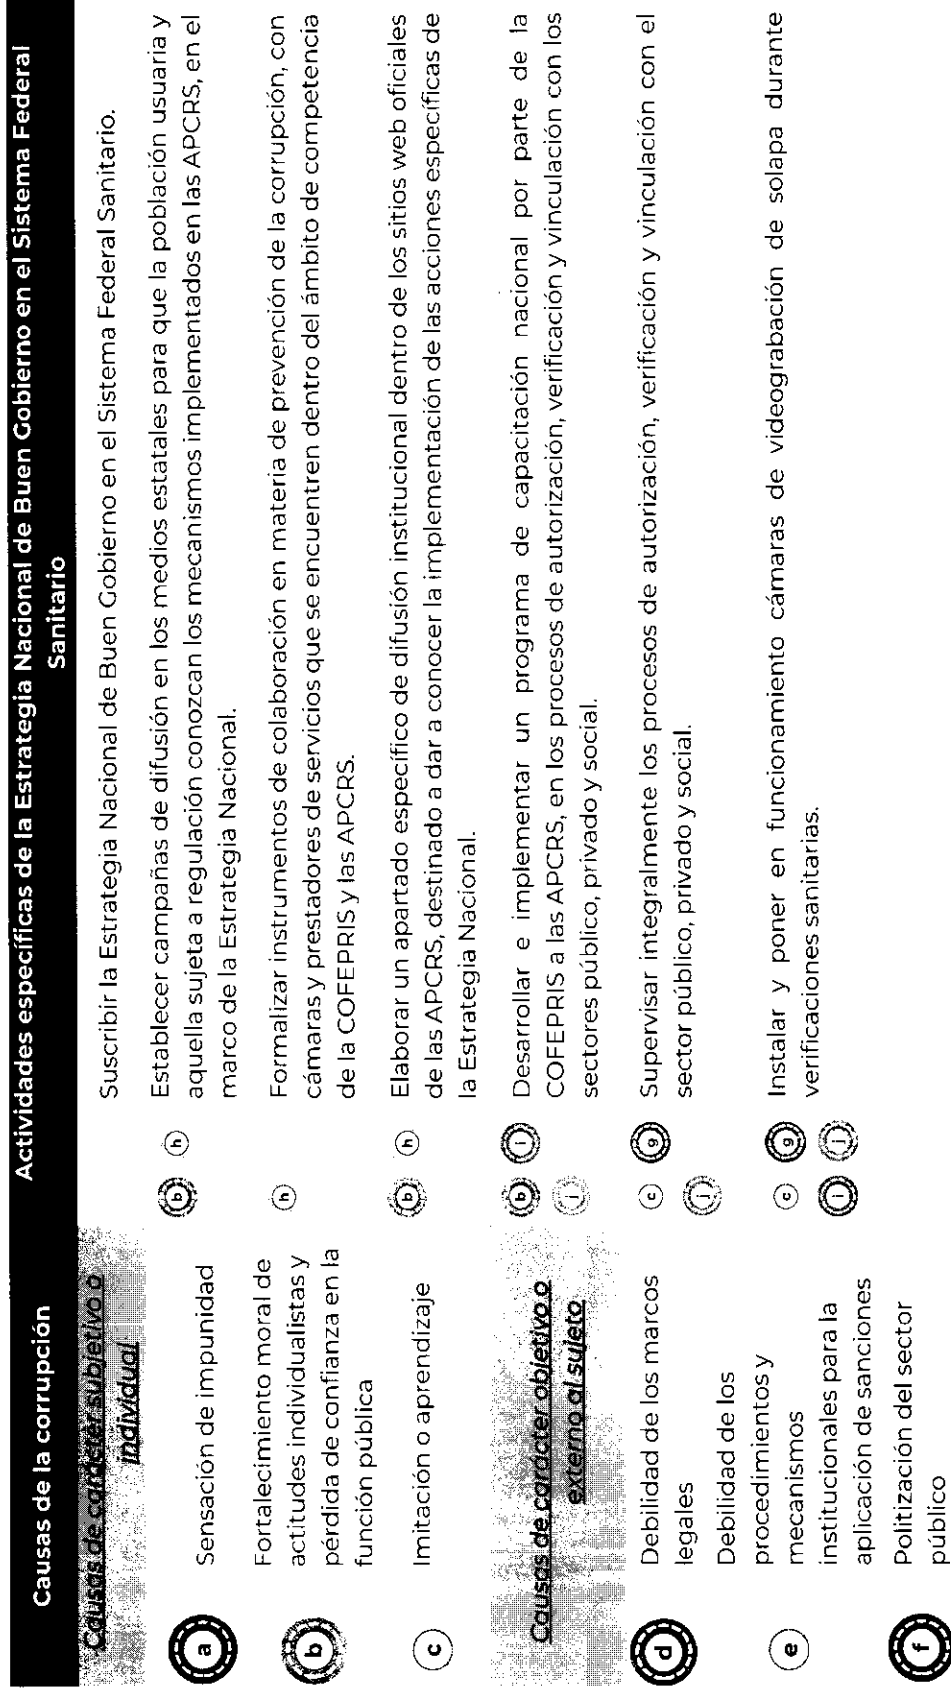 Causas de la corrupción
Actividades específicas de la Estrategia Nacional de Buen Gobierno en el Sistema Federal
Sanitario
Causas de carácter subjetivo o
individual
a
Sensación de impunidad
b
Fortalecimiento moral de
actitudes individualistas y
pérdida de confianza en la
función pública
c
Imitación o aprendizaje
Causas de carácter objetivo o
externo al sujeto
d
Debilidad de los marcos
legales
e
Debilidad de los
procedimientos y
mecanismos
institucionales para la
aplicación de sanciones
f
Politización del sector
público
Suscribir la Estrategia Nacional de Buen Gobierno en el Sistema Federal Sanitario.
b h
Establecer campañas de difusión en los medios estatales para que la población usuaria y
aquella sujeta a regulación conozcan los mecanismos implementados en las APCRS, en el
marco de la Estrategia Nacional.
h
Formalizar instrumentos de colaboración en materia de prevención de la corrupción, con
cámaras y prestadores de servicios que se encuentren dentro del ámbito de competencia
de la COFEPRIS y las APCRS.
b h
Elaborar un apartado específico de difusión institucional dentro de los sitios web oficiales
de las APCRS, destinado a dar a conocer la implementación de las acciones específicas de
la Estrategia Nacional.
b i
j
Desarrollar e implementar un programa de capacitación nacional por parte de la
COFEPRIS a las APCRS, en los procesos de autorización, verificación y vinculación con los
sectores público, privado y social.
c g
j
Supervisar integralmente los procesos de autorización, verificación y vinculación con el
sector público, privado y social.
c g
i j
Instalar y poner en funcionamiento cámaras de videograbación de solapa durante
verificaciones sanitarias.